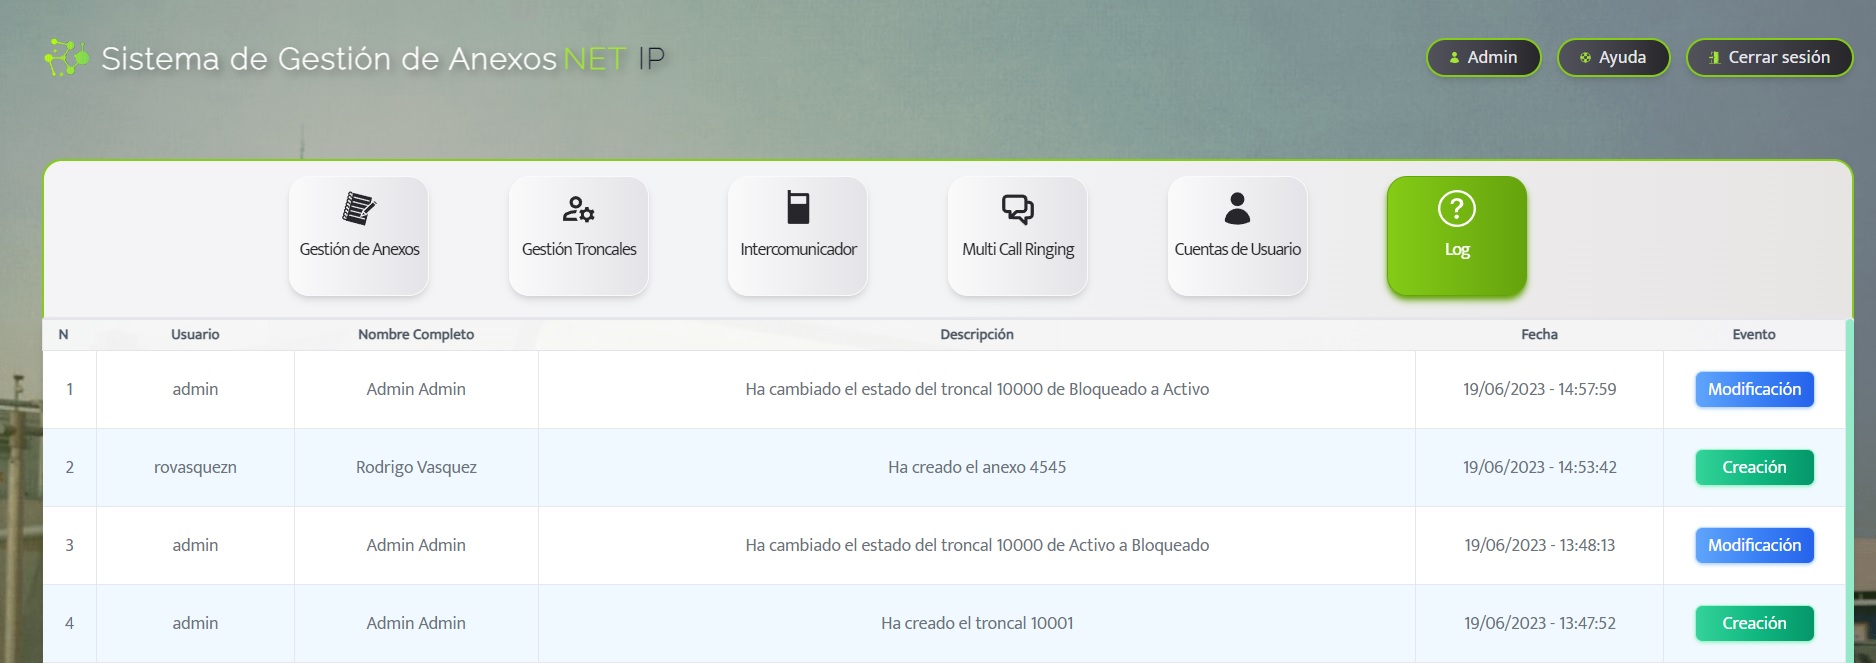 Sistema de Gestión de Anexos NET IP
Admin Ayuda Cerrar sesión
Gestión de Anexos Gestión Troncales Intercomunicador Multi Call Ringing Cuentas de Usuario Log
N Usuario Nombre Completo Descripción Fecha Evento
1 admin Admin Admin Ha cambiado el estado del troncal 10000 de Bloqueado a Activo 19/06/2023 - 14:57:59 Modificación
2 rovasquezn Rodrigo Vasquez Ha creado el anexo 4545 19/06/2023 - 14:53:42 Creación
3 admin Admin Admin Ha cambiado el estado del troncal 10000 de Activo a Bloqueado 19/06/2023 - 13:48:13 Modificación
4 admin Admin Admin Ha creado el troncal 10001 19/06/2023 - 13:47:52 Creación